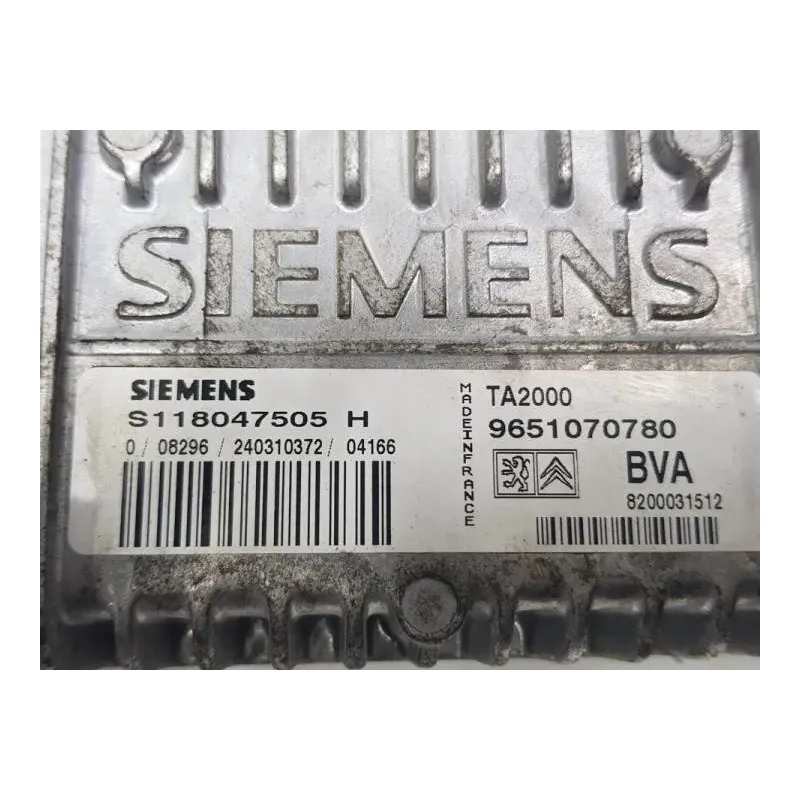 SIEMENS
SIEMENS
S118047505 H
0 / 08296 / 240310372 / 04166
MADEINFRANCE
TA2000
9651070780
BVA
8200031512